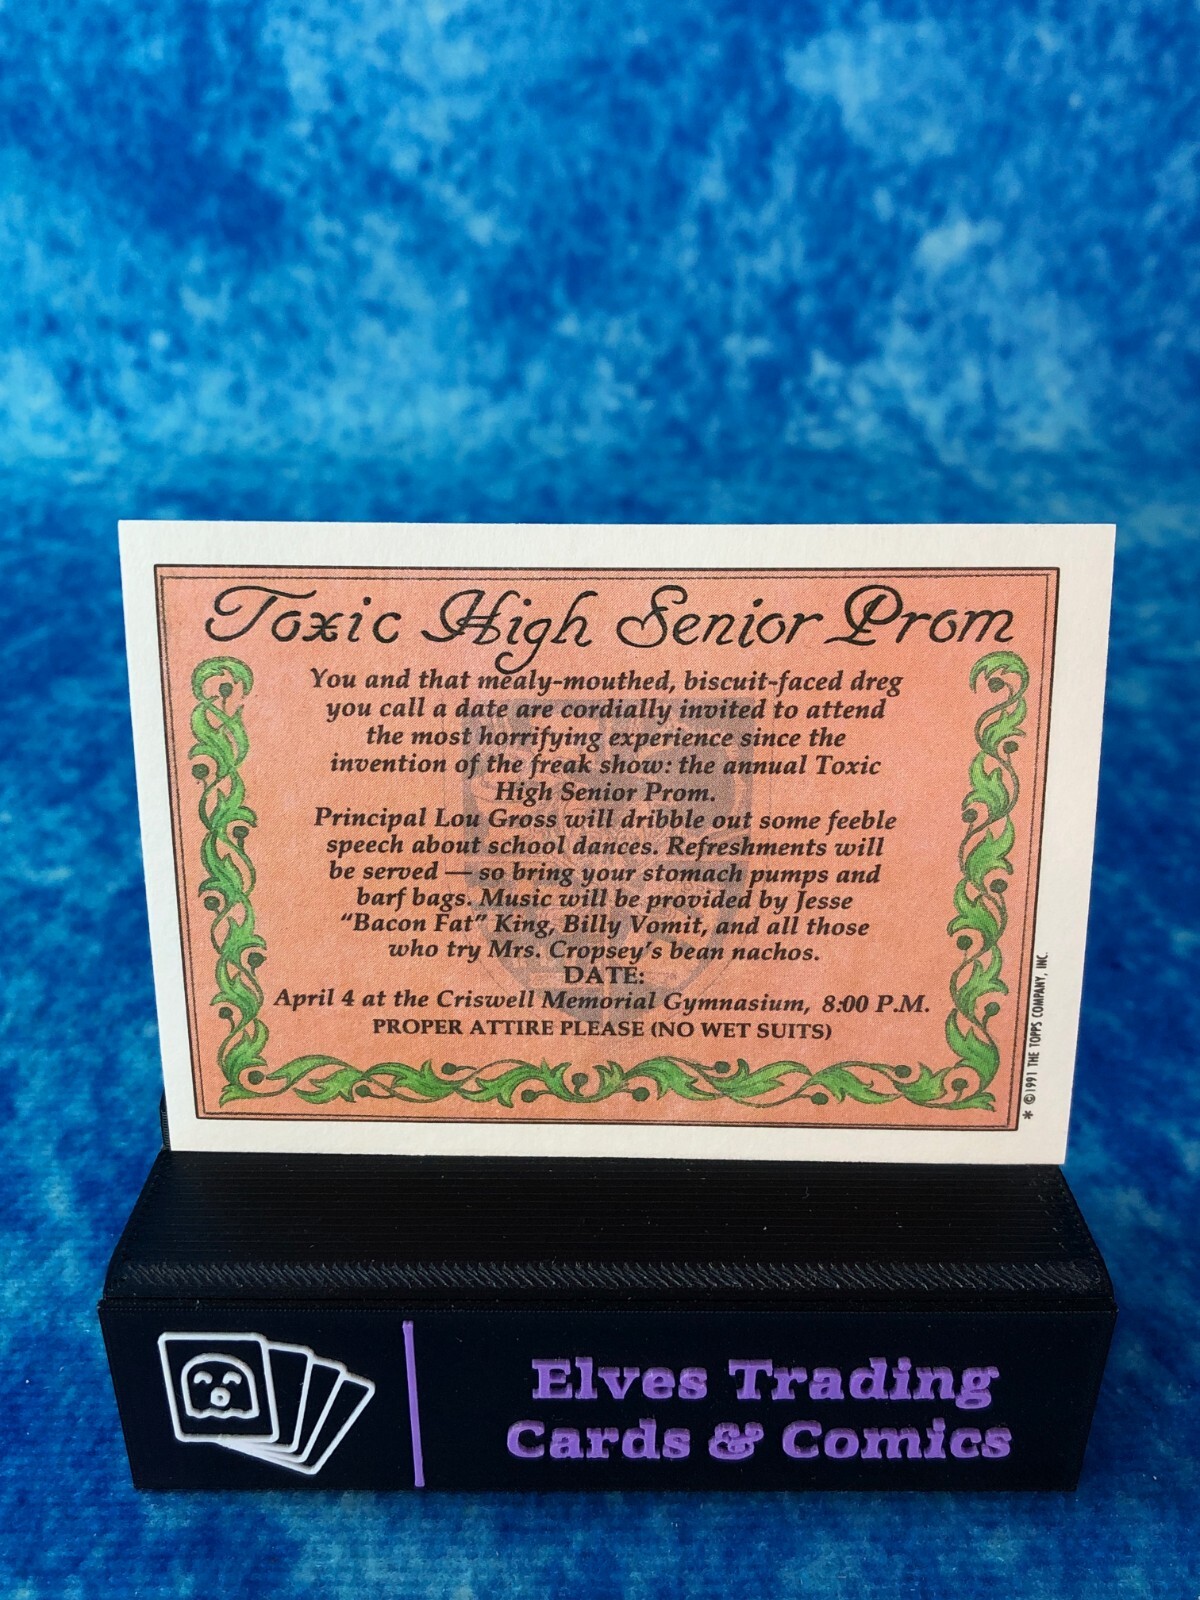 Toxic High Senior Prom
You and that mealy-mouthed, biscuit-faced dreg
you call a date are cordially invited to attend
the most horrifying experience since the
invention of the freak show: the annual Toxic
High Senior Prom.
Principal Lou Gross will dribble out some feeble
speech about school dances. Refreshments will
be served — so bring your stomach pumps and
barf bags. Music will be provided by Jesse
“Bacon Fat” King, Billy Vomit, and all those
who try Mrs. Cropsey’s bean nachos.
DATE:
April 4 at the Criswell Memorial Gymnasium, 8:00 P.M.
PROPER ATTIRE PLEASE (NO WET SUITS)
* ©1991 THE TOPPS COMPANY, INC.
Elves Trading
Cards & Comics